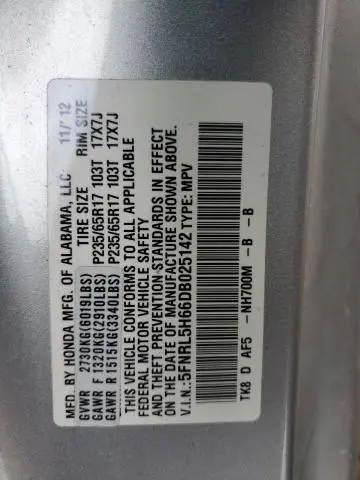 MFD. BY HONDA MFG. OF ALABAMA, LLC 11/'12
GVWR 2730KG(6019LBS) TIRE SIZE RIM SIZE
GAWR F 1320KG(2910LBS) P235/65R17 103T 17X7J
GAWR R 1515KG(3340LBS) P235/65R17 103T 17X7J
THIS VEHICLE CONFORMS TO ALL APPLICABLE
FEDERAL MOTOR VEHICLE SAFETY
AND THEFT PREVENTION STANDARDS IN EFFECT
ON THE DATE OF MANUFACTURE SHOWN ABOVE.
V.I.N.:5FNRL5H66DB025142 TYPE: MPV
TK8 D AF5 -NH700M -B -B